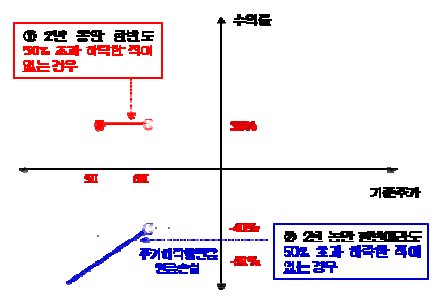 수익률
① 2년 동안 한번도
50% 초과 하락한 적이
없는 경우
50
60
기준주가
-40%
주가하락률만큼
원금손실
② 2년 동안 한번이라도
50% 초과 하락한 적이
있는 경우